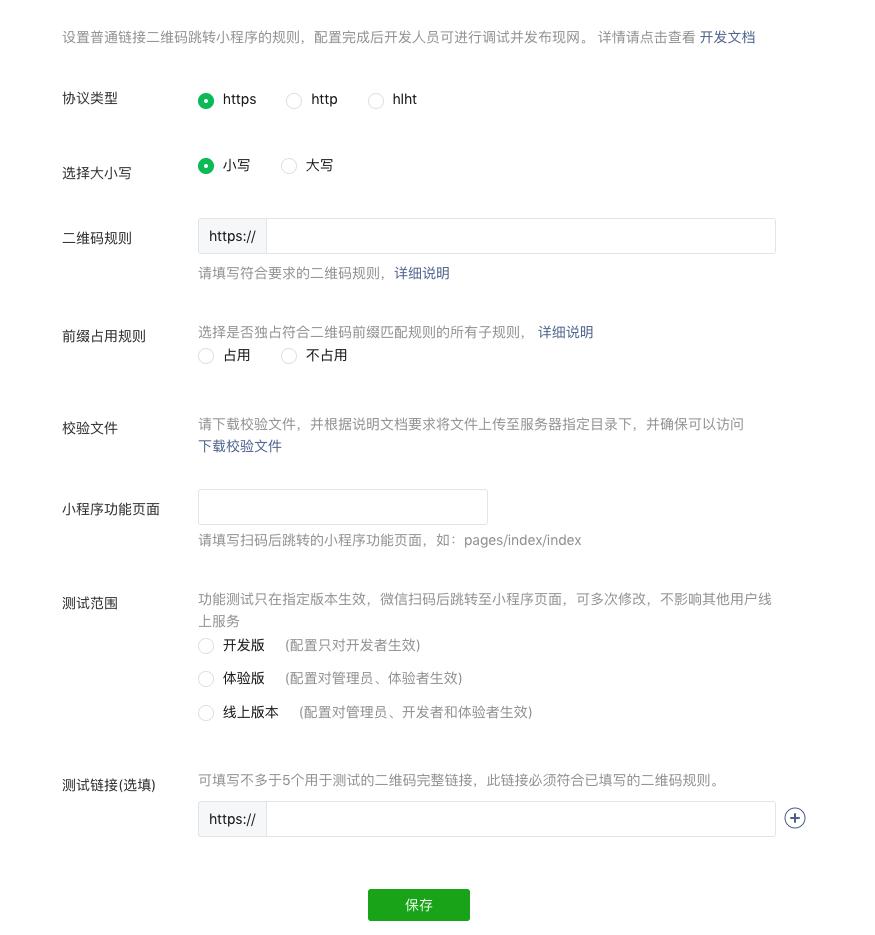 设置普通链接二维码跳转小程序的规则，配置完成后开发人员可进行调试并发布现网。 详情请点击查看 开发文档
协议类型
https http hlht
选择大小写
小写 大写
二维码规则
https://
请填写符合要求的二维码规则，详细说明
前缀占用规则
选择是否独占符合二维码前缀匹配规则的所有子规则， 详细说明
占用 不占用
校验文件
请下载校验文件，并根据说明文档要求将文件上传至服务器指定目录下，并确保可以访问
下载校验文件
小程序功能页面
请填写扫码后跳转的小程序功能页面，如：pages/index/index
测试范围
功能测试只在指定版本生效，微信扫码后跳转至小程序页面，可多次修改，不影响其他用户线
上服务
开发版 (配置只对开发者生效)
体验版 (配置对管理员、体验者生效)
线上版本 (配置对管理员、开发者和体验者生效)
测试链接(选填)
可填写不多于5个用于测试的二维码完整链接，此链接必须符合已填写的二维码规则。
https://
保存